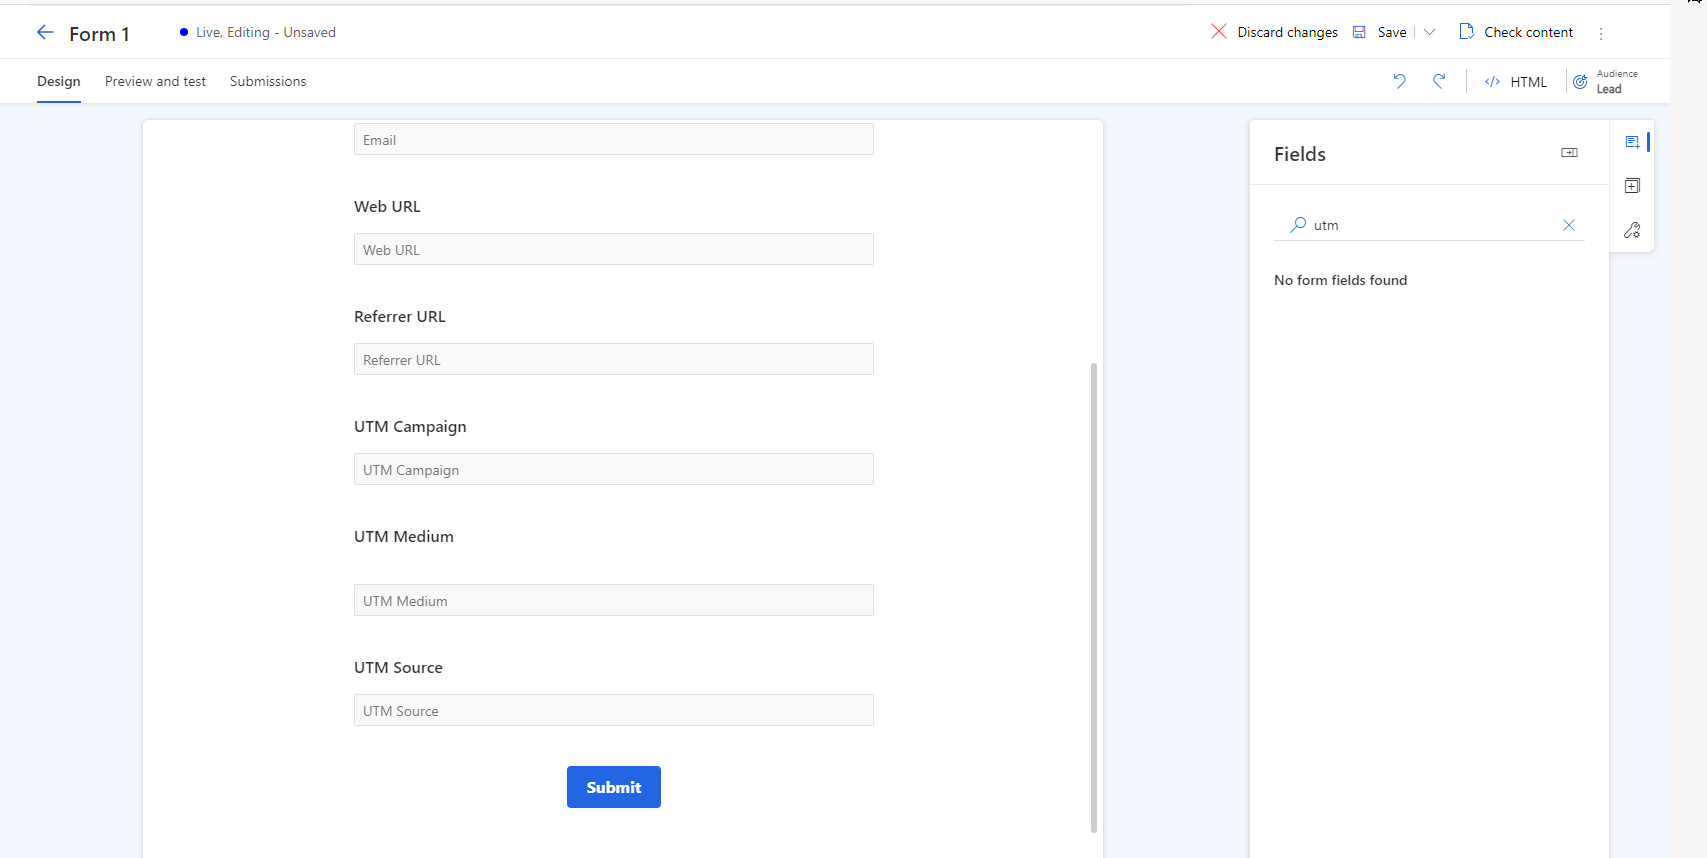 Form 1
Live, Editing - Unsaved
Discard changes
Save
Check content
Design
Preview and test
Submissions
HTML
Audience
Lead
Email
Web URL
Web URL
Referrer URL
Referrer URL
UTM Campaign
UTM Campaign
UTM Medium
UTM Medium
UTM Source
UTM Source
Submit
Fields
utm
No form fields found